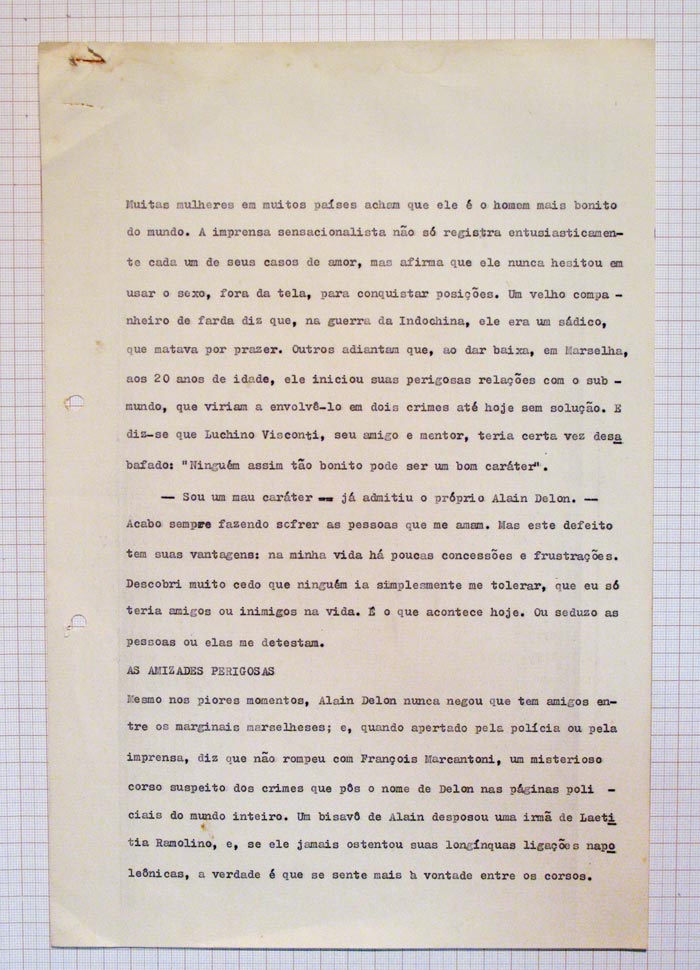 Muitas mulheres em muitos países acham que ele é o homem mais bonito
do mundo. A imprensa sensacionalista não só registra entusiasticamen-
te cada um de seus casos de amor, mas afirma que ele nunca hesitou em
usar o sexo, fora da tela, para conquistar posições. Um velho compa -
nheiro de farda diz que, na guerra da Indochina, ele era um sádico,
que matava por prazer. Outros adiantam que, ao dar baixa, em Marselha,
aos 20 anos de idade, ele iniciou suas perigosas relações com o sub -
mundo, que viriam a envolvê-lo em dois crimes até hoje sem solução. E
diz-se que Luchino Visconti, seu amigo e mentor, teria certa vez desa
bafado: "Ninguém assim tão bonito pode ser um bom caráter".
— Sou um mau caráter — já admitiu o próprio Alain Delon. —
Acabo sempre fazendo scfrer as pessoas que me amam. Mas este defeito
tem suas vantagens: na minha vida há poucas concessões e frustrações.
Descobri muito cedo que ninguém ia simplesmente me tolerar, que eu só
teria amigos ou inimigos na vida. É o que acontece hoje. Ou seduzo as
pessoas ou elas me detestam.
AS AMIZADES PERIGOSAS
Mesmo nos piores momentos, Alain Delon nunca negou que tem amigos en-
tre os marginais marselheses; e, quando apertado pela polícia ou pela
imprensa, diz que não rompeu com François Marcantoni, um misterioso
corso suspeito dos crimes que pôs o nome de Delon nas páginas poli -
ciais do mundo inteiro. Um bisavô de Alain desposou uma irmã de Laeti
tia Ramolino, e, se ele jamais ostentou suas longínquas ligações napo
leônicas, a verdade é que se sente mais à vontade entre os corsos.